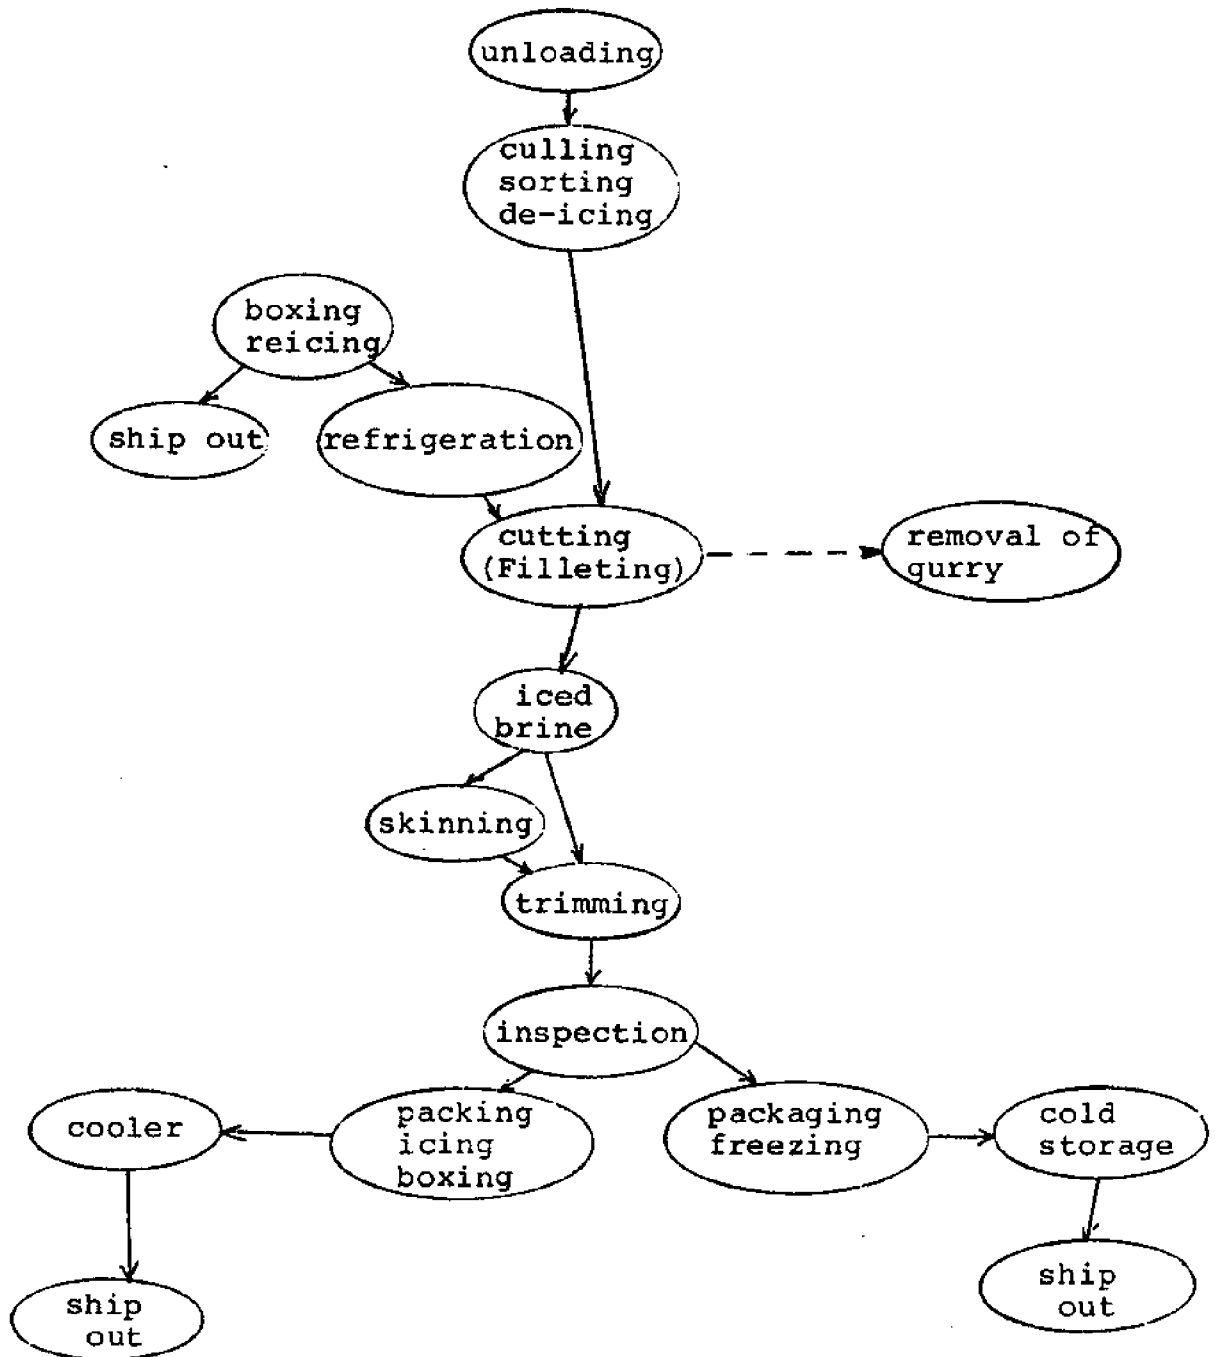 unloading
culling
sorting
de-icing
boxing
reicing
ship out
refrigeration
cutting
(Filleting)
removal of
gurry
iced
brine
skinning
trimming
inspection
cooler
packing
icing
boxing
packaging
freezing
cold
storage
ship
out
ship
out